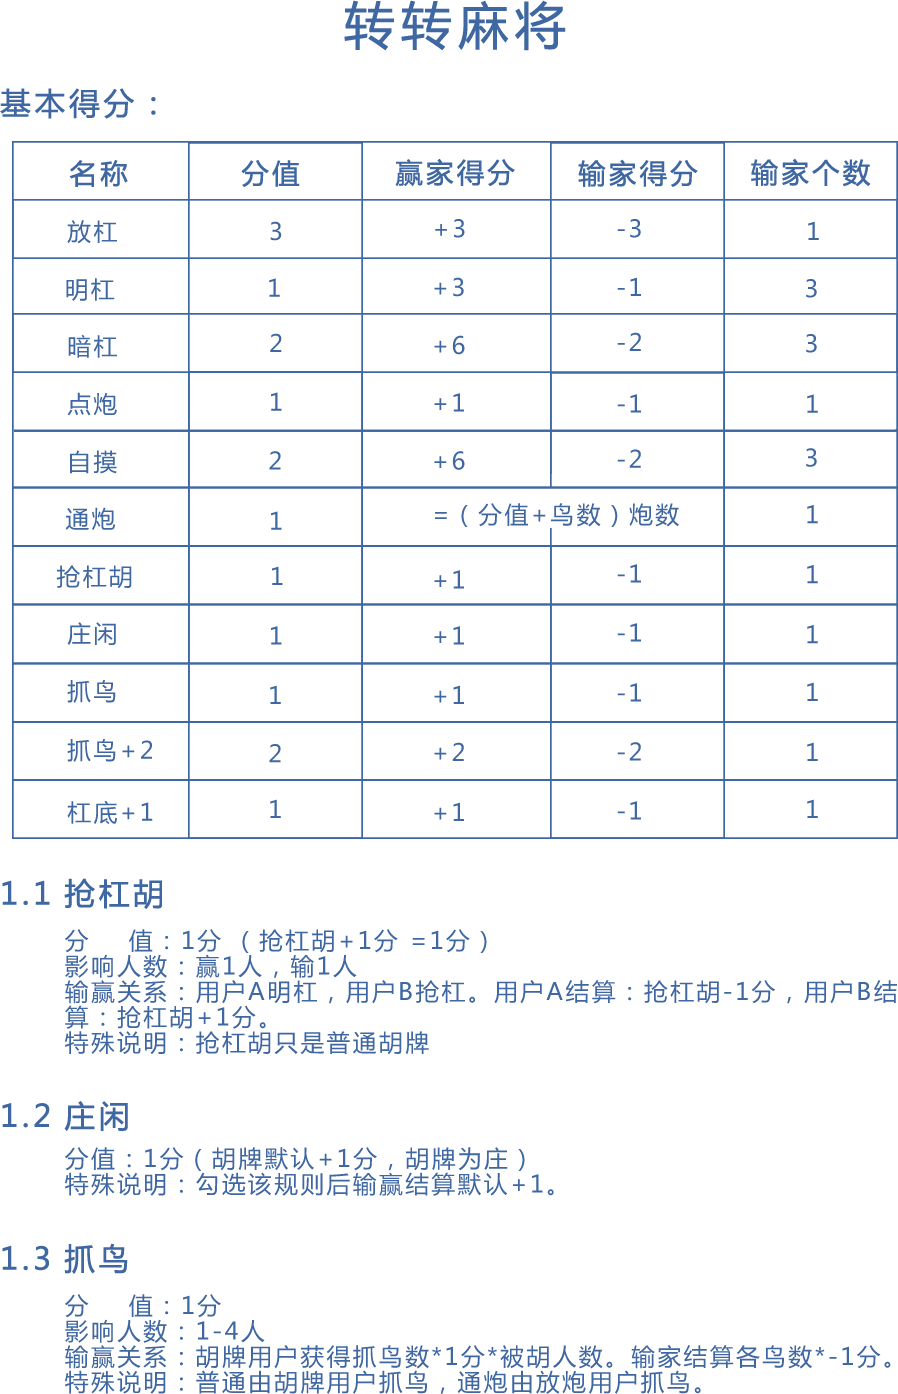 转转麻将
基本得分：
名称 分值 赢家得分 输家得分 输家个数
放杠 3 +3 -3 1
明杠 1 +3 -1 3
暗杠 2 +6 -2 3
点炮 1 +1 -1 1
自摸 2 +6 -2 3
通炮 1 =（分值+鸟数）炮数 1
抢杠胡 1 +1 -1 1
庄闲 1 +1 -1 1
抓鸟 1 +1 -1 1
抓鸟+2 2 +2 -2 1
杠底+1 1 +1 -1 1
1.1 抢杠胡
分 值：1分 （抢杠胡+1分 =1分）
影响人数：赢1人，输1人
输赢关系：用户A明杠，用户B抢杠。用户A结算：抢杠胡-1分，用户B结
算：抢杠胡+1分。
特殊说明：抢杠胡只是普通胡牌
1.2 庄闲
分值：1分（胡牌默认+1分，胡牌为庄）
特殊说明：勾选该规则后输赢结算默认+1。
1.3 抓鸟
分 值：1分
影响人数：1-4人
输赢关系：胡牌用户获得抓鸟数*1分*被胡人数。输家结算各鸟数*-1分。
特殊说明：普通由胡牌用户抓鸟，通炮由放炮用户抓鸟。